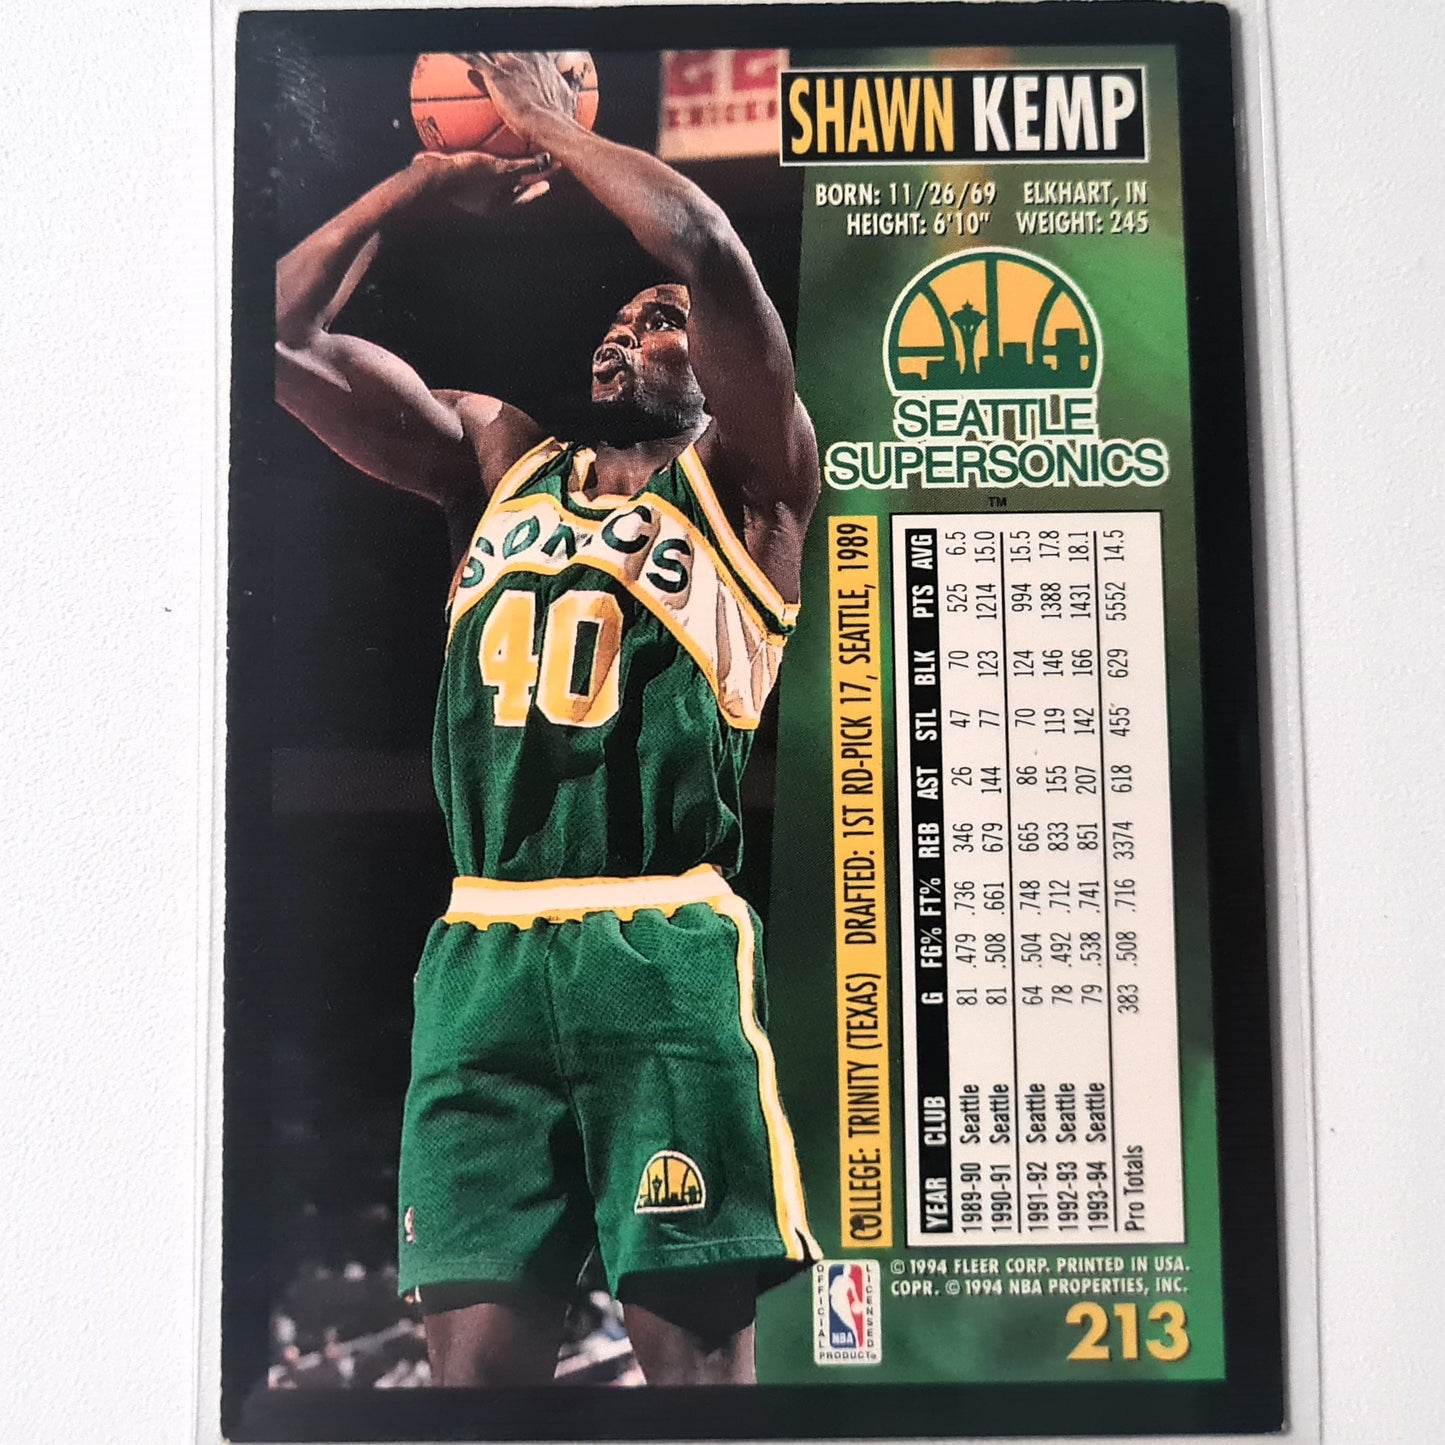 KNICKS
SHAWN KEMP
BORN: 11/26/69 ELKHART, IN
HEIGHT: 6'10" WEIGHT: 245
SEATTLE
SUPERSONICS
™
SONICS
40
COLLEGE: TRINITY (TEXAS) DRAFTED: 1ST RD-PICK 17, SEATTLE, 1989
YEAR CLUB G FG% FT% REB AST STL BLK PTS AVG
1989-90 Seattle 81 .479 .736 346 26 47 70 525 6.5
1990-91 Seattle 81 .508 .661 679 144 77 123 1214 15.0
1991-92 Seattle 64 .504 .748 665 86 70 124 994 15.5
1992-93 Seattle 78 .492 .712 833 155 119 146 1388 17.8
1993-94 Seattle 79 .538 .741 851 207 142 166 1431 18.1
Pro Totals 383 .508 .716 3374 618 455 629 5552 14.5
OFFICIAL
LICENSED
NBA
PRODUCT
© 1994 FLEER CORP. PRINTED IN USA.
COPR. © 1994 NBA PROPERTIES, INC.
213